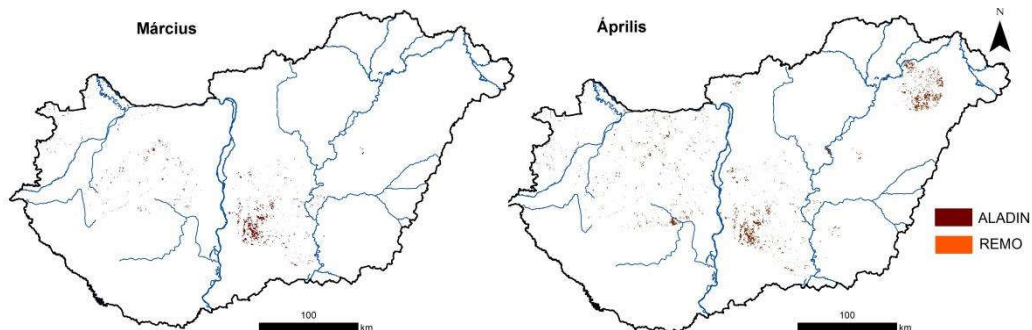 Március
Április
N
ALADIN
REMO
100
km
100
km